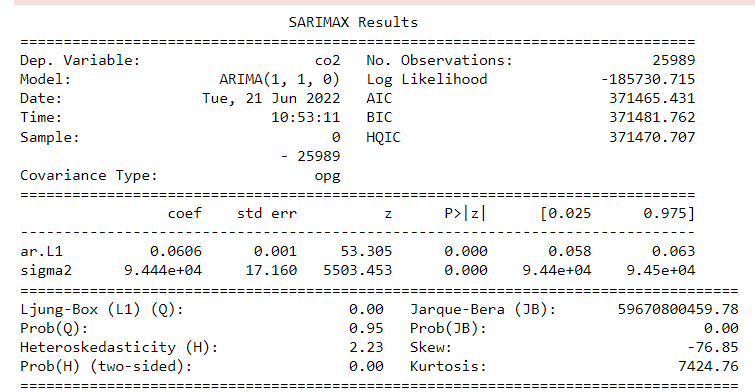 SARIMAX Results
==============================================================================
Dep. Variable:                    co2   No. Observations:                25989
Model:                 ARIMA(1, 1, 0)   Log Likelihood             -185730.715
Date:                Tue, 21 Jun 2022   AIC                         371465.431
Time:                        10:53:11   BIC                         371481.762
Sample:                             0   HQIC                        371470.707
- 25989
Covariance Type:                  opg
==============================================================================
coef    std err          z      P>|z|      [0.025      0.975]
------------------------------------------------------------------------------
ar.L1          0.0606      0.001     53.305      0.000       0.058       0.063
sigma2      9.444e+04     17.160   5503.453      0.000    9.44e+04    9.45e+04
===================================================================================
Ljung-Box (L1) (Q):                   0.00   Jarque-Bera (JB):       59670800459.78
Prob(Q):                              0.95   Prob(JB):                         0.00
Heteroskedasticity (H):               2.23   Skew:                           -76.85
Prob(H) (two-sided):                  0.00   Kurtosis:                      7424.76
===================================================================================